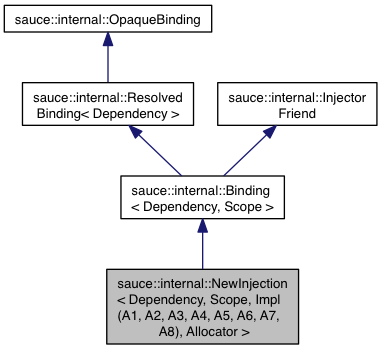 sauce::internal::OpaqueBinding
sauce::internal::Resolved
Binding< Dependency >
sauce::internal::Injector
Friend
sauce::internal::Binding
< Dependency, Scope >
sauce::internal::NewInjection
< Dependency, Scope, Impl
(A1, A2, A3, A4, A5, A6, A7,
A8), Allocator >